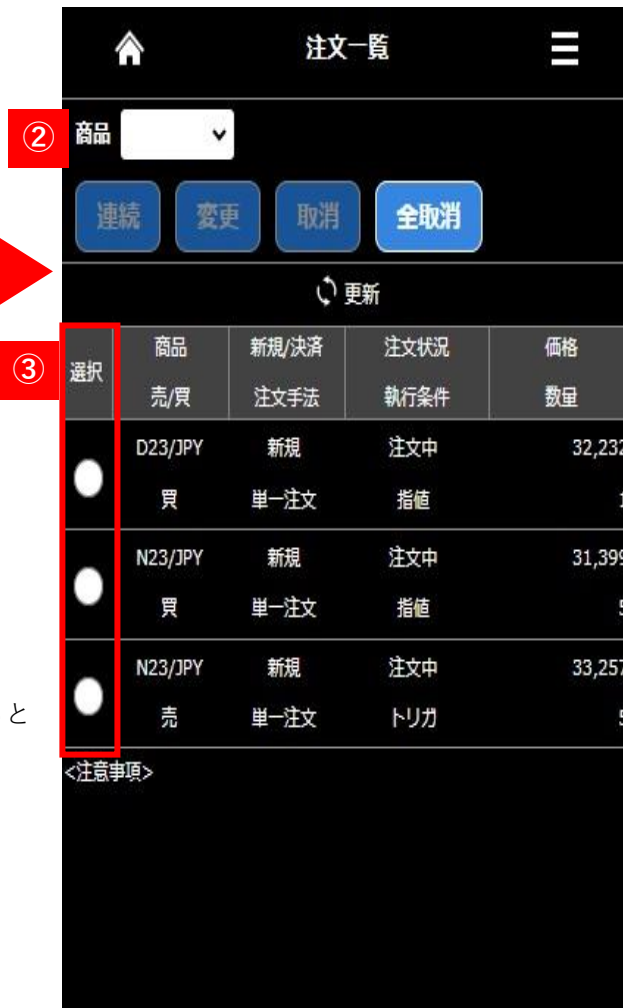 注文一覧
② 商品
連続 変更 取消 全取消
更新
③ 選択 商品 新規/決済 注文状況 価格
売/買 注文手法 執行条件 数量
D23/JPY 新規 注文中 32,232
買 単一注文 指値 1
N23/JPY 新規 注文中 31,399
買 単一注文 指値 5
N23/JPY 新規 注文中 33,257
と 売 単一注文 トリガ 5
<注意事項>